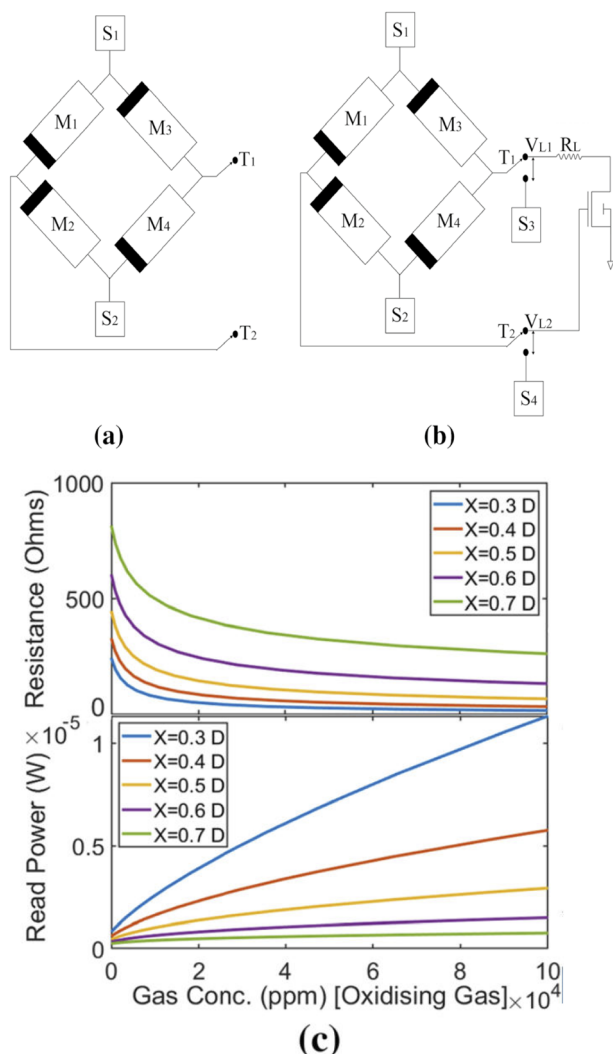 S1
M1
M3
T1
M2
M4
S2
T2
(a)
S1
M1
M3
T1
VL1
RL
M2
M4
S3
S2
T2
VL2
S4
(b)
Resistance (Ohms)
1000
500
0
X=0.3 D
X=0.4 D
X=0.5 D
X=0.6 D
X=0.7 D
Read Power (W) ×10^-5
1
0.5
0
X=0.3 D
X=0.4 D
X=0.5 D
X=0.6 D
X=0.7 D
0 2 4 6 8 10
Gas Conc. (ppm) [Oxidising Gas] ×10^4
(c)